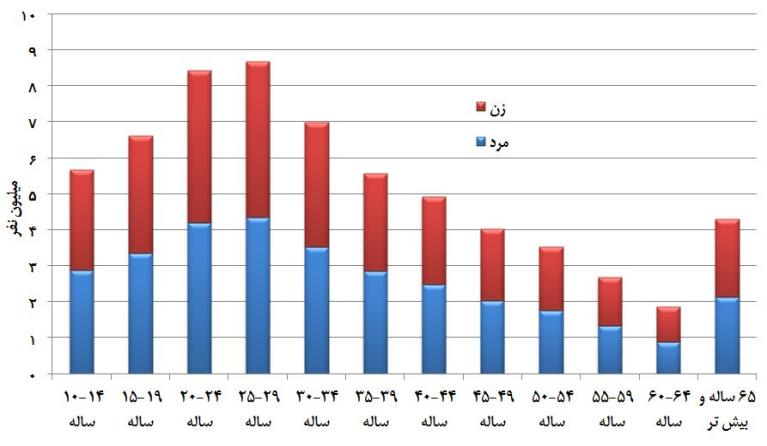 ۱۰
۹
۸
۷
۶
۵
۴
۳
۲
۱
۰
میلیون نفر
زن
مرد
۱۰-۱۴ ساله
۱۵-۱۹ ساله
۲۰-۲۴ ساله
۲۵-۲۹ ساله
۳۰-۳۴ ساله
۳۵-۳۹ ساله
۴۰-۴۴ ساله
۴۵-۴۹ ساله
۵۰-۵۴ ساله
۵۵-۵۹ ساله
۶۰-۶۴ ساله
۶۵ ساله و
بیش تر